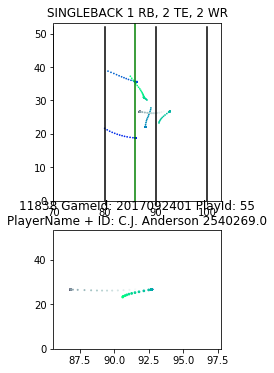 SINGLEBACK 1 RB, 2 TE, 2 WR
50
40
30
20
10
0
70 80 90 100
11858 GameId: 2017092401 PlayId: 55
PlayerName + ID: C.J. Anderson 2540269.0
40
20
0
87.5 90.0 92.5 95.0 97.5